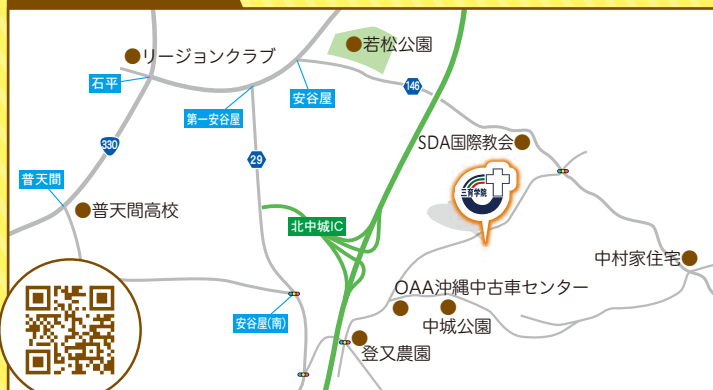 若松公園
リージョンクラブ
石平
安谷屋
146
第一安谷屋
330
SDA国際教会
29
普天間
三育学院
普天間高校
北中城IC
中村家住宅
OAA沖縄中古車センター
安谷屋(南)
中城公園
登又農園